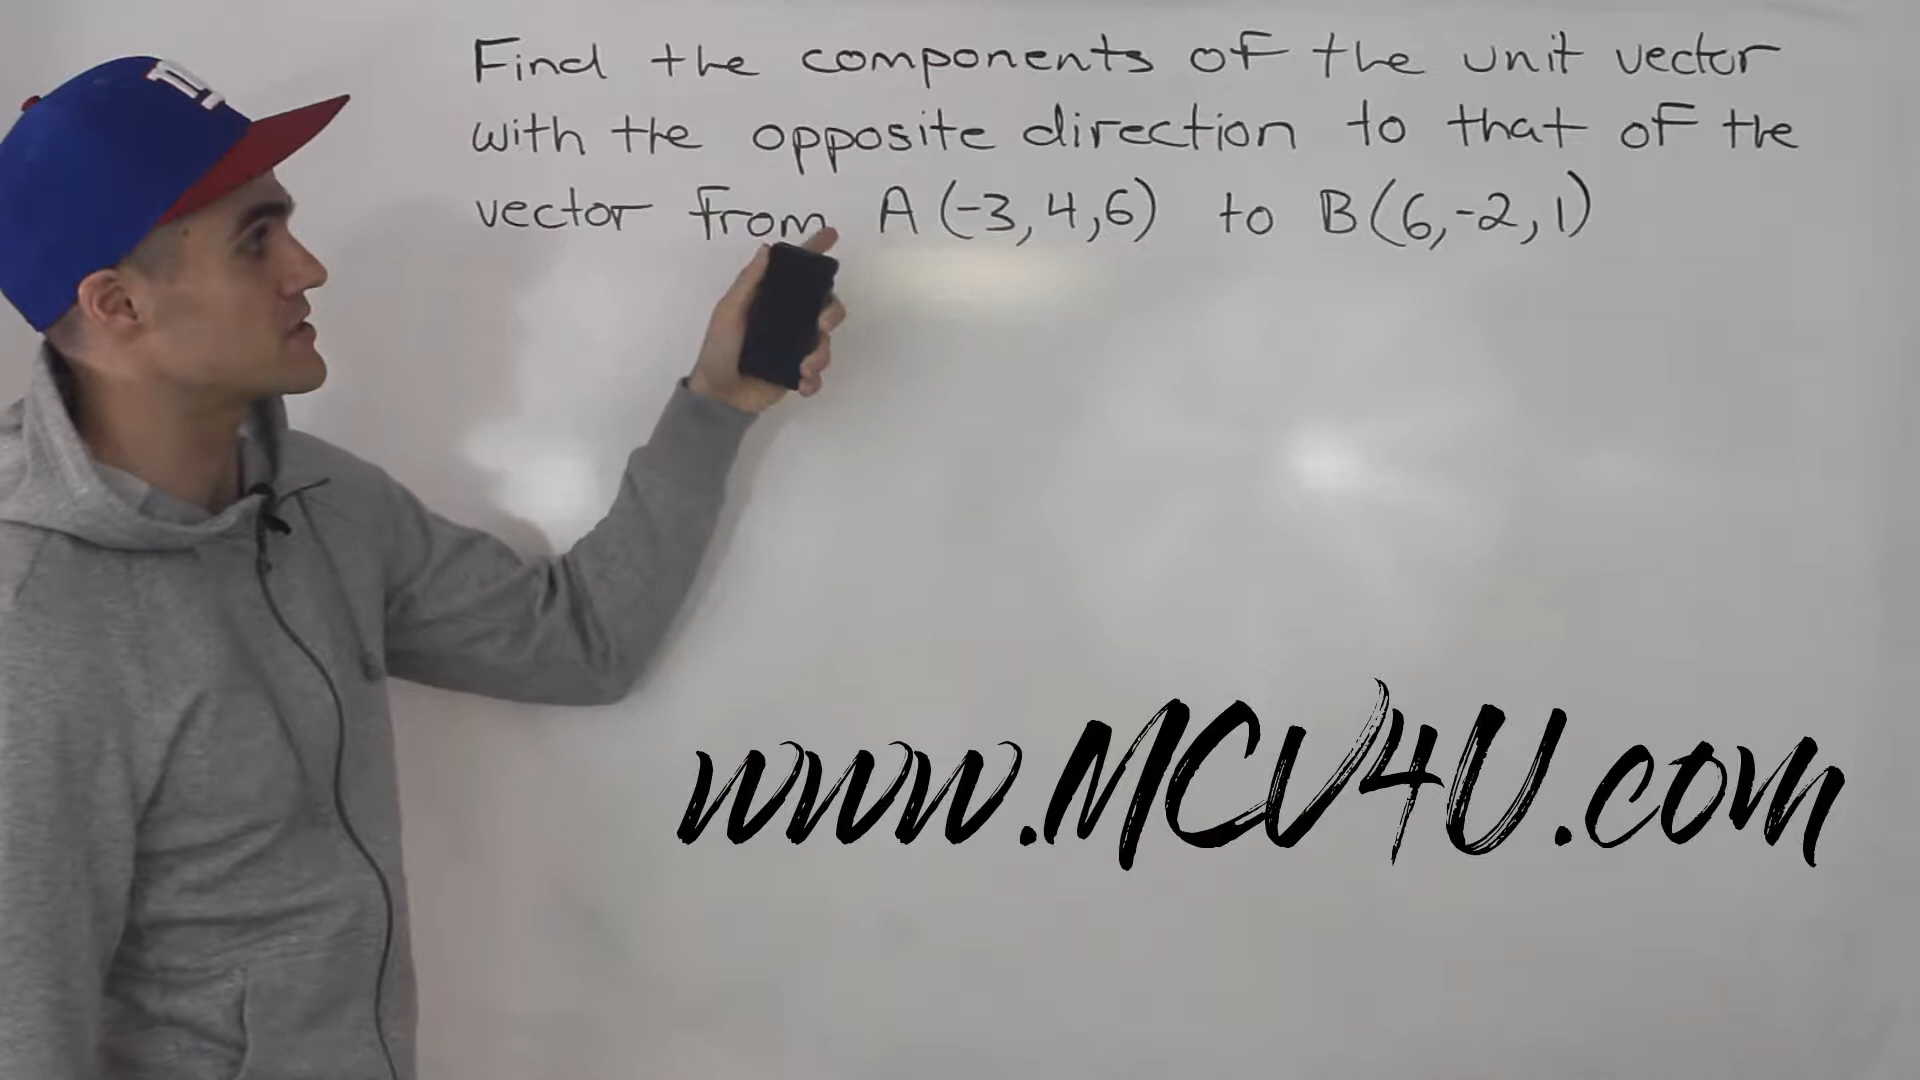 Find the components of the unit vector
with the opposite direction to that of the
vector from A(-3,4,6) to B(6,-2,1)
www.MCV4U.com